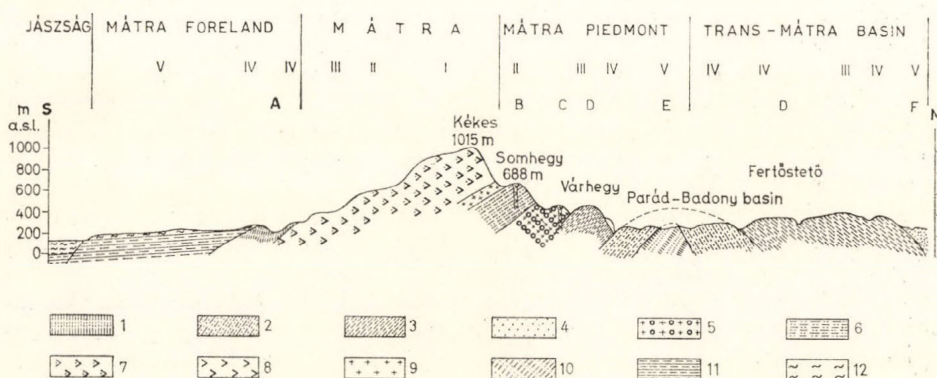 JÁSZSÁG MÁTRA FORELAND M Á T R A MÁTRA PIEDMONT TRANS-MÁTRA BASIN
V IV IV III II I II III IV V IV IV III IV V
A B C D E D F
m S N
a.s.l.
Kékes
1015 m
1000
Somhegy
688 m
800
Fertőstető
600
Várhegy
Parád-Badony basin
400
200
0
1 2 3 4 5 6
7 8 9 10 11 12